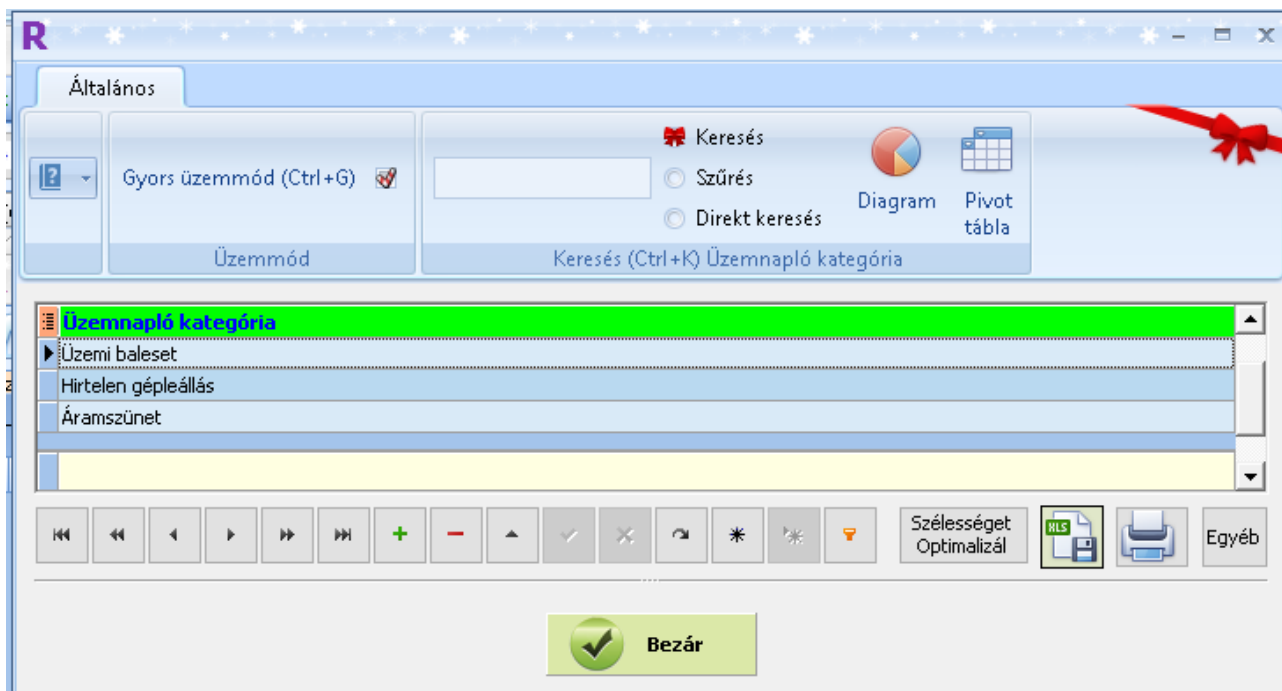 R
Általános
Gyors üzemmód (Ctrl+G)
Üzemmód
Keresés
Szűrés
Direkt keresés
Diagram
Pivot
tábla
Keresés (Ctrl+K) Üzemnapló kategória
Üzemnapló kategória
Üzemi baleset
Hirtelen gépleállás
Áramszünet
Szélességet
Optimalizál
XLS
Egyéb
Bezár